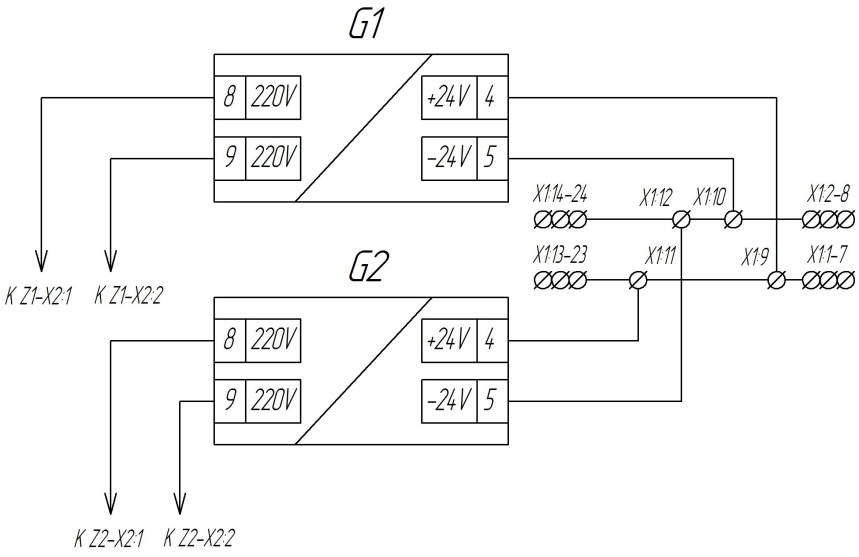 G1
8 220V
+24V 4
9 220V
-24V 5
X1:14-24
X1:12
X1:10
X1:2-8
X1:13-23
X1:11
X1:9
X1:1-7
К Z1-X2:1
К Z1-X2:2
G2
8 220V
+24V 4
9 220V
-24V 5
К Z2-X2:1
К Z2-X2:2